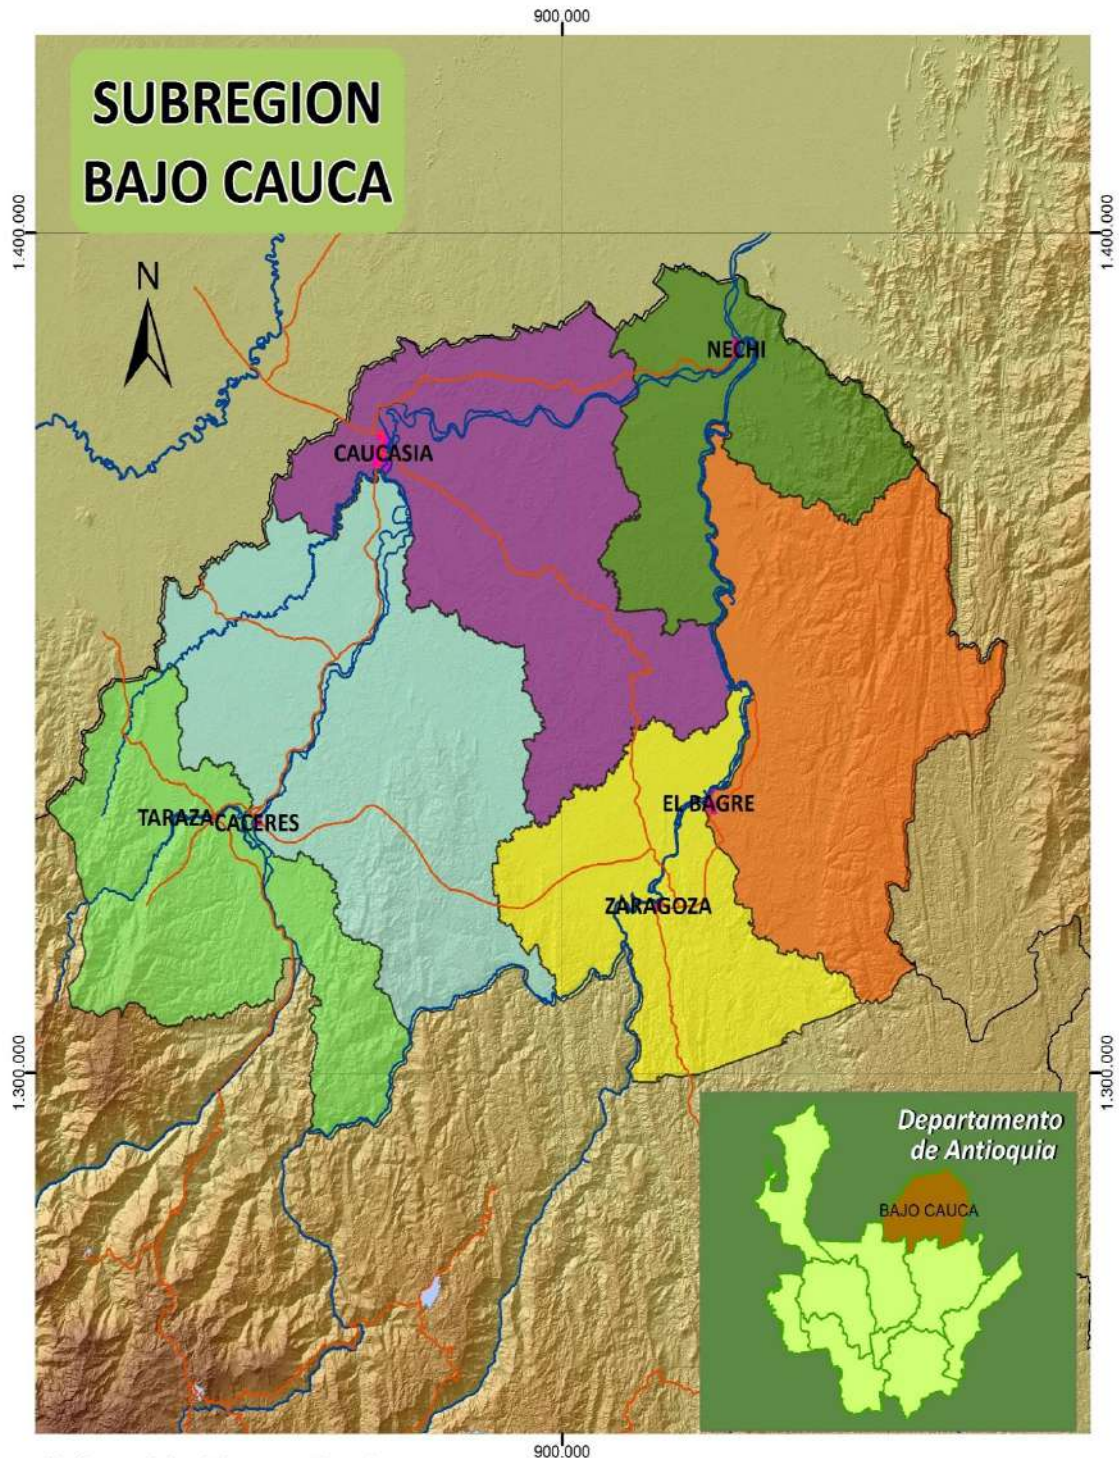 900.000
SUBREGION
BAJO CAUCA
1.400.000
1.400.000
N
NECHI
CAUCASIA
TARAZA
CACERES
EL BAGRE
ZARAGOZA
1.300.000
1.300.000
Departamento
de Antioquia
BAJO CAUCA
900.000